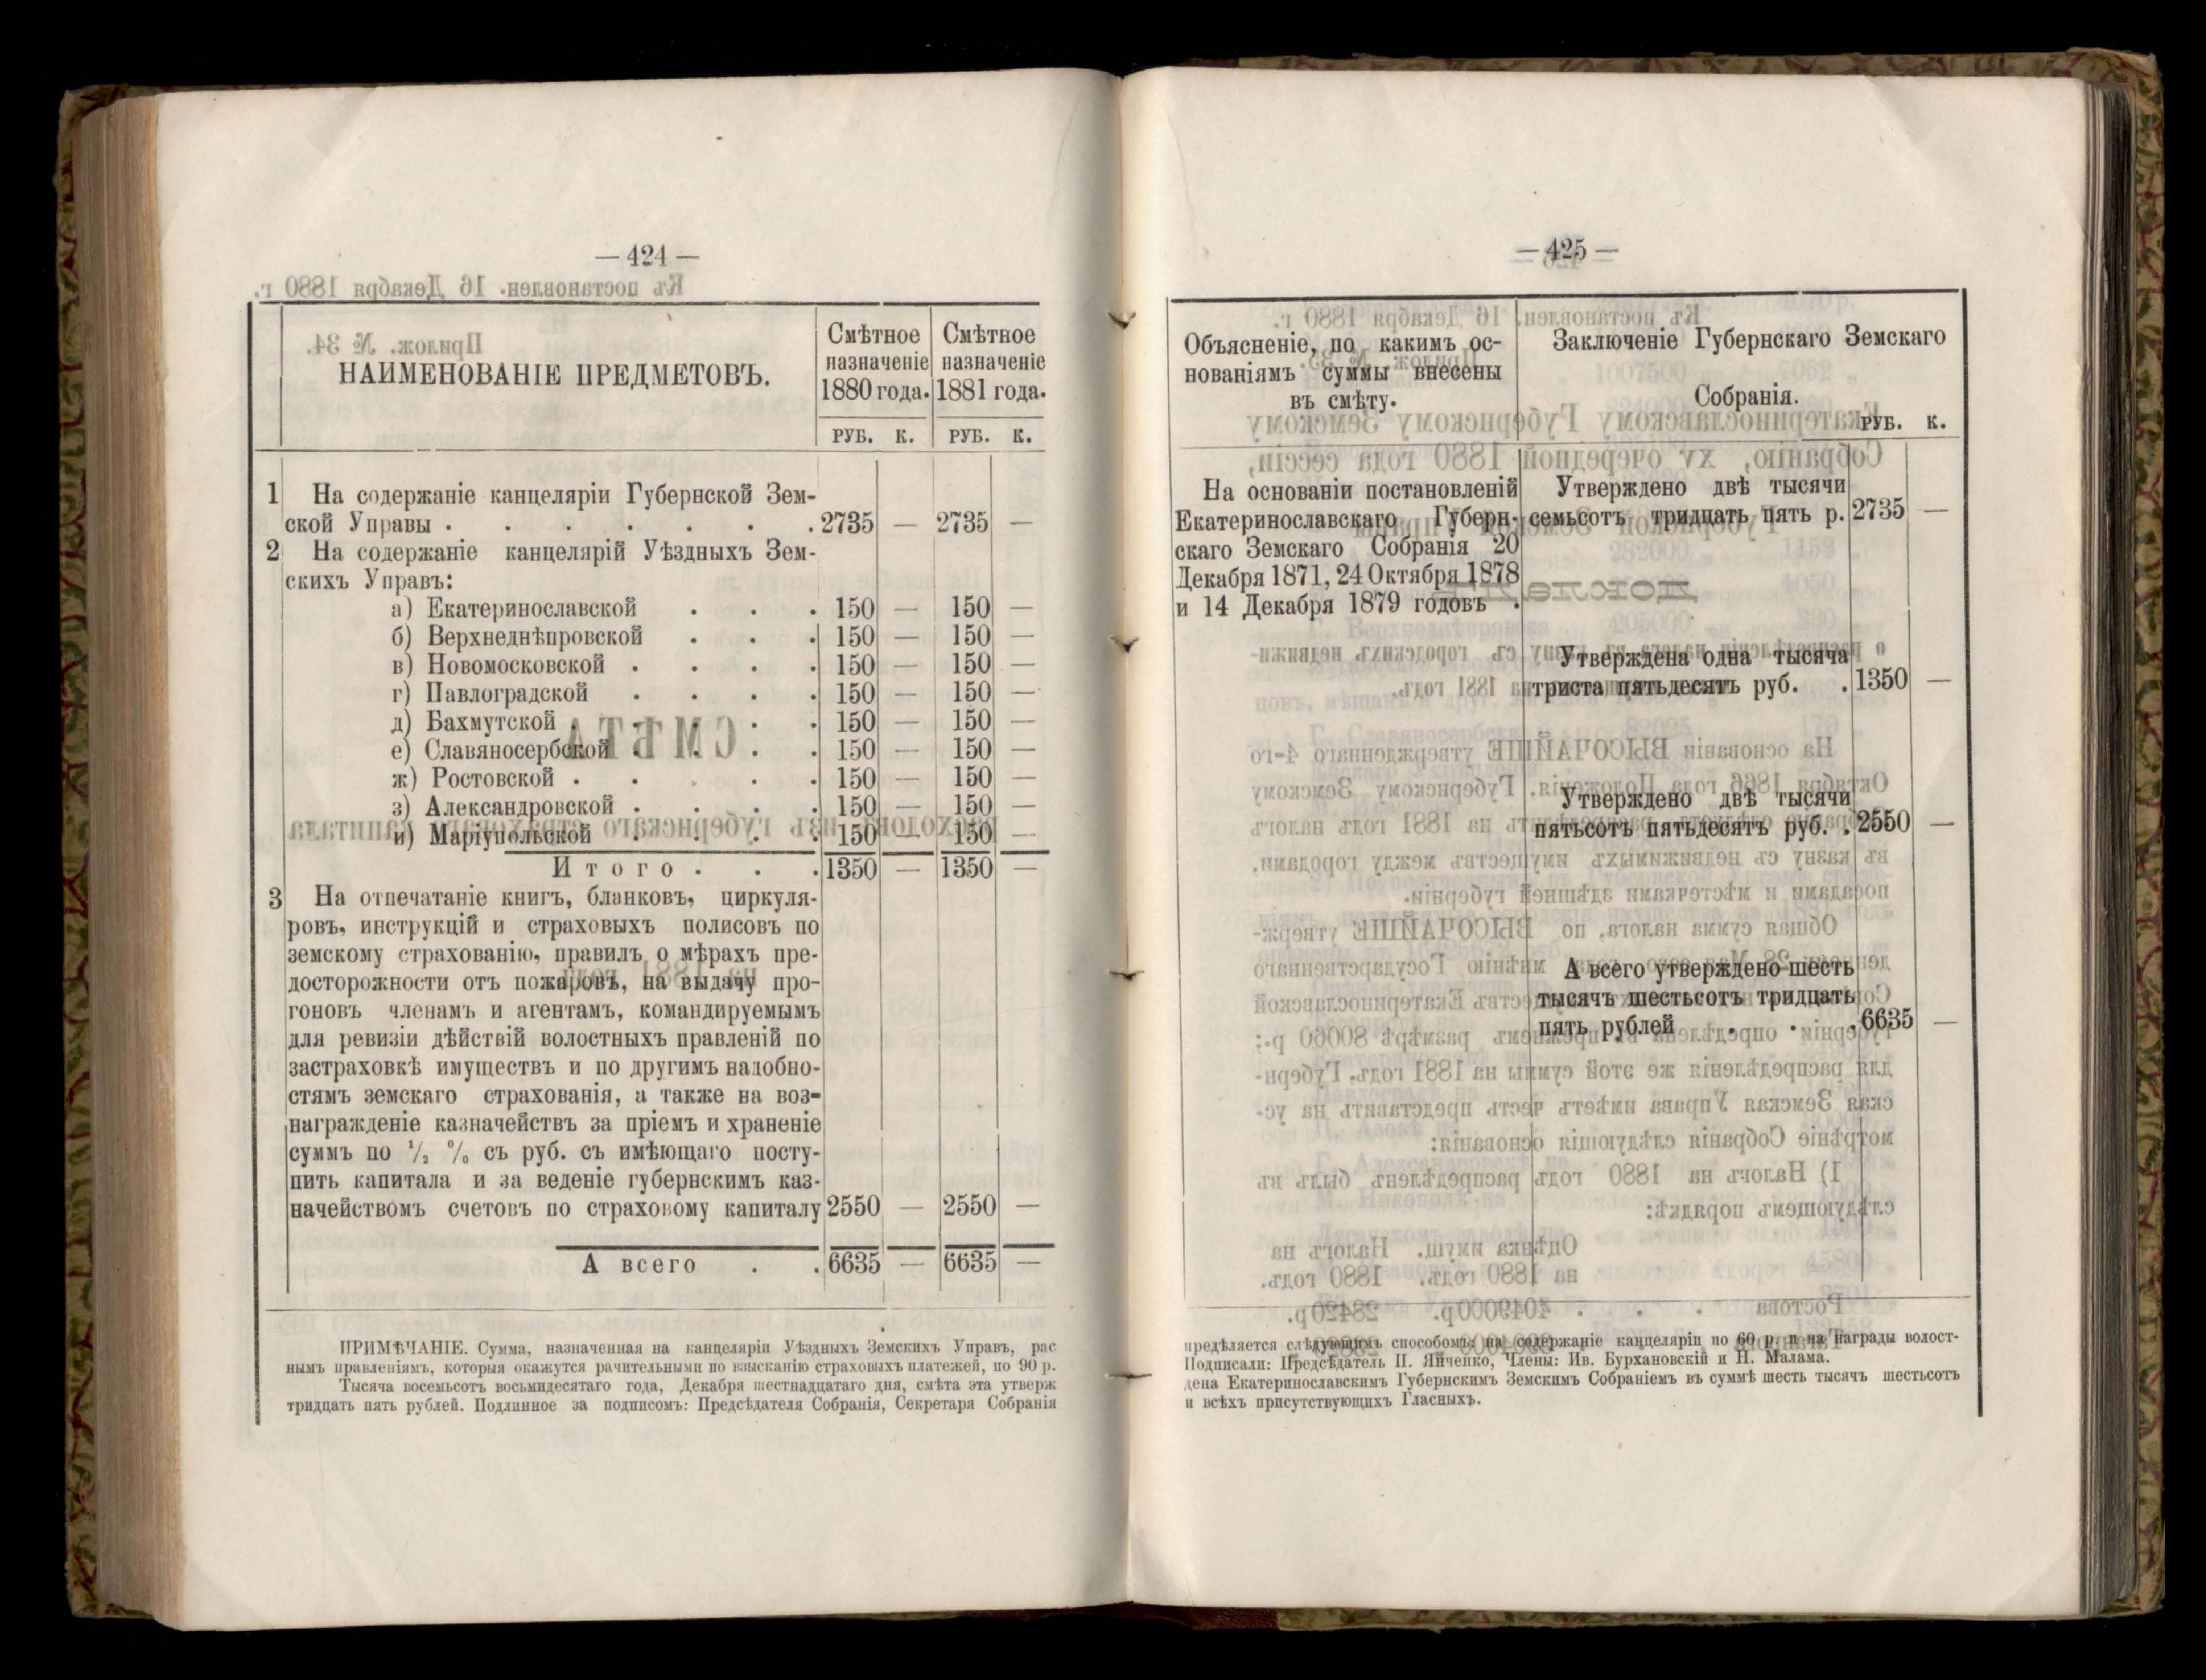 — 424 —
НАИМЕНОВАНІЕ ПРЕДМЕТОВЪ.
Смѣтное назначеніе 1880 года.
Смѣтное назначеніе 1881 года.
РУБ. К. РУБ. К.
1 На содержаніе канцеляріи Губернской Зем-
ской Управы . . . . . . . 2735 — 2735 —
2 На содержаніе канцелярій Уѣздныхъ Зем-
скихъ Управъ:
а) Екатеринославской . . . 150 — 150 —
б) Верхнеднѣпровской . . . 150 — 150 —
в) Новомосковской . . . . 150 — 150 —
г) Павлоградской . . . . 150 — 150 —
д) Бахмутской . . . . 150 — 150 —
е) Славяносербской . . . . 150 — 150 —
ж) Ростовской . . . . . 150 — 150 —
з) Александровской . . . . 150 — 150 —
и) Маріупольской . . . . 150 — 150 —
Итого . . . 1350 — 1350 —
3 На отпечатаніе книгъ, бланковъ, циркуля-
ровъ, инструкцій и страховыхъ полисовъ по
земскому страхованію, правилъ о мѣрахъ пре-
досторожности отъ пожаровъ, на выдачу про-
гоновъ членамъ и агентамъ, командируемымъ
для ревизіи дѣйствій волостныхъ правленій по
застраховкѣ имуществъ и по другимъ надобно-
стямъ земскаго страхованія, а также на воз-
награжденіе казначействъ за пріемъ и храненіе
суммъ по ½ % съ руб. съ имѣющаго посту-
пить капитала и за веденіе губернскимъ каз-
начействомъ счетовъ по страховому капиталу 2550 — 2550 —
А всего . . 6635 — 6635 —
ПРИМѢЧАНІЕ. Сумма, назначенная на канцеляріи Уѣздныхъ Земскихъ Управъ, рас
нымъ правленіямъ, которыя окажутся рачительными по взысканію страховыхъ платежей, по 90 р.
Тысяча восемьсотъ восьмидесятаго года, Декабря шестнадцатаго дня, смѣта эта утверж
тридцать пять рублей. Подлинное за подписомъ: Предсѣдателя Собранія, Секретаря Собранія
— 425 —
Объясненіе, по какимъ ос-
нованіямъ суммы внесены
въ смѣту.
Заключеніе Губернскаго Земскаго
Собранія.
РУБ. К.
На основаніи постановленій
Екатеринославскаго Губерн-
скаго Земскаго Собранія 20
Декабря 1871, 24 Октября 1878
и 14 Декабря 1879 годовъ .
Утверждено двѣ тысячи
семьсотъ тридцать пять р. 2735 —
Утверждена одна тысяча
триста пятьдесятъ руб. . 1350 —
Утверждено двѣ тысячи
пятьсотъ пятьдесятъ руб. . 2550 —
А всего утверждено шесть
тысячъ шестьсотъ тридцать
пять рублей . . . 6635 —
предѣляется слѣдующимъ способомъ: на содержаніе канцеляріи по 60 р. и на награды волост-
Подписали: Предсѣдатель П. Янченко, Члены: Ив. Бурхановскій и Н. Малама.
дена Екатеринославскимъ Губернскимъ Земскимъ Собраніемъ въ суммѣ шесть тысячъ шестьсотъ
и всѣхъ присутствующихъ Гласныхъ.